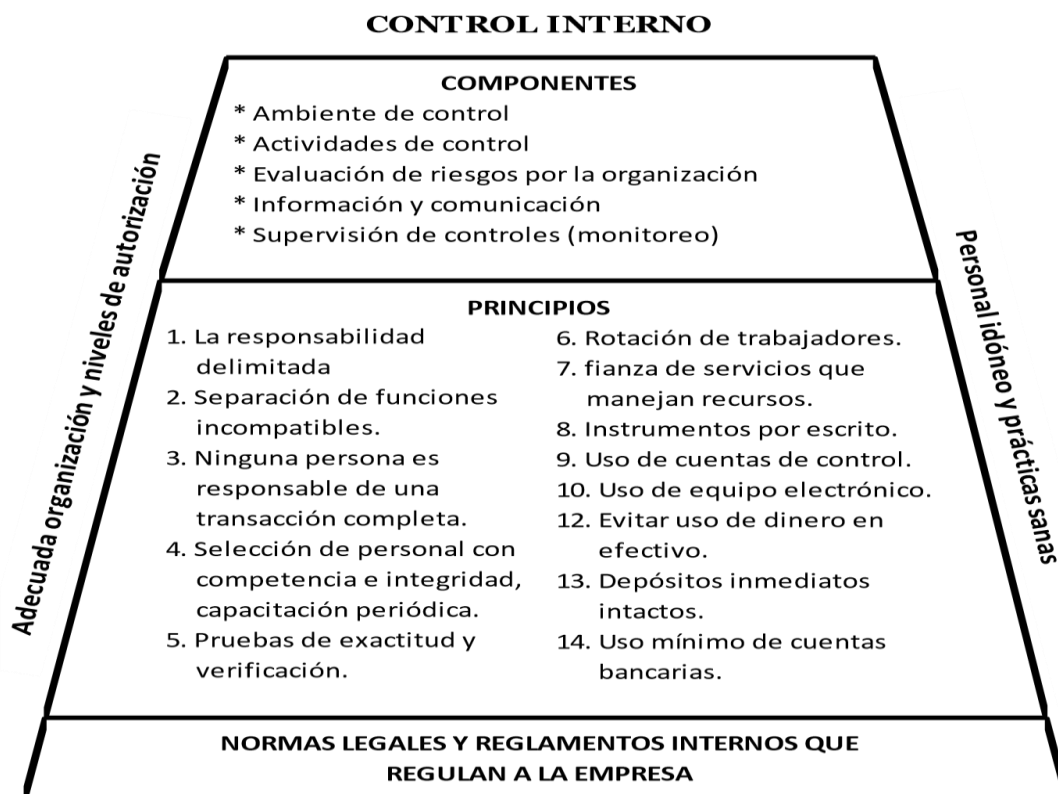 CONTROL INTERNO
COMPONENTES
* Ambiente de control
* Actividades de control
* Evaluación de riesgos por la organización
* Información y comunicación
* Supervisión de controles (monitoreo)
Adecuada organización y niveles de autorización
PRINCIPIOS
1. La responsabilidad
delimitada
2. Separación de funciones
incompatibles.
3. Ninguna persona es
responsable de una
transacción completa.
4. Selección de personal con
competencia e integridad,
capacitación periódica.
5. Pruebas de exactitud y
verificación.
6. Rotación de trabajadores.
7. fianza de servicios que
manejan recursos.
8. Instrumentos por escrito.
9. Uso de cuentas de control.
10. Uso de equipo electrónico.
12. Evitar uso de dinero en
efectivo.
13. Depósitos inmediatos
intactos.
14. Uso mínimo de cuentas
bancarias.
Personal idóneo y prácticas sanas
NORMAS LEGALES Y REGLAMENTOS INTERNOS QUE
REGULAN A LA EMPRESA